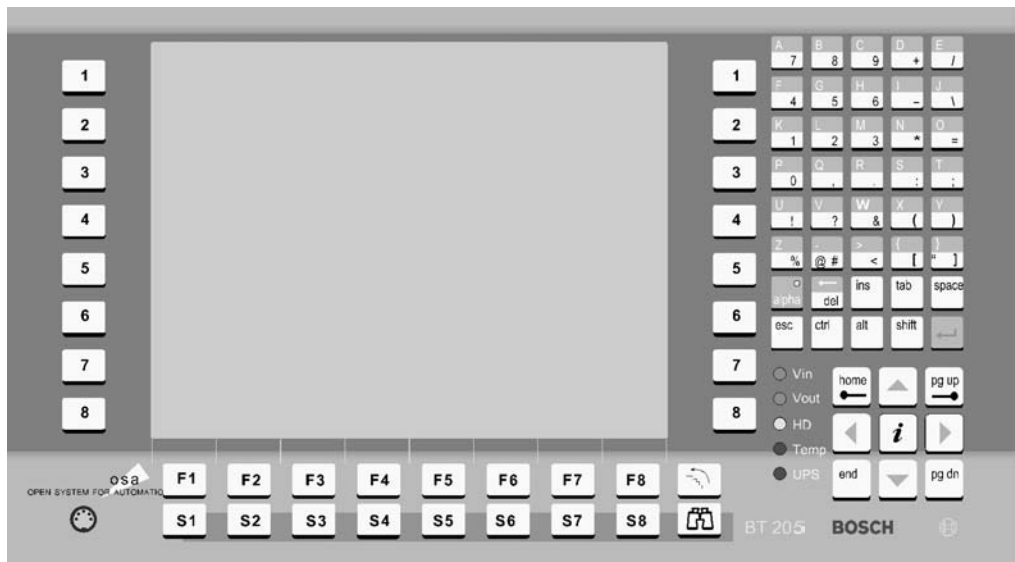 1
2
3
4
5
6
7
8
1
2
3
4
5
6
7
8
A B C D E
7 8 9 + /
F G H I J
4 5 6 – \
K L M N O
1 2 3 * =
P Q R S T
0 , . : ;
U V W X Y
! ? & ( )
Z - > { }
% @ # < [ " ]
alpha del ins tab space
esc ctrl alt shift
Vin
Vout
HD
Temp
UPS
home pg up
i
end pg dn
osa
OPEN SYSTEM FOR AUTOMATIO
F1 F2 F3 F4 F5 F6 F7 F8
S1 S2 S3 S4 S5 S6 S7 S8
BT 205i BOSCH